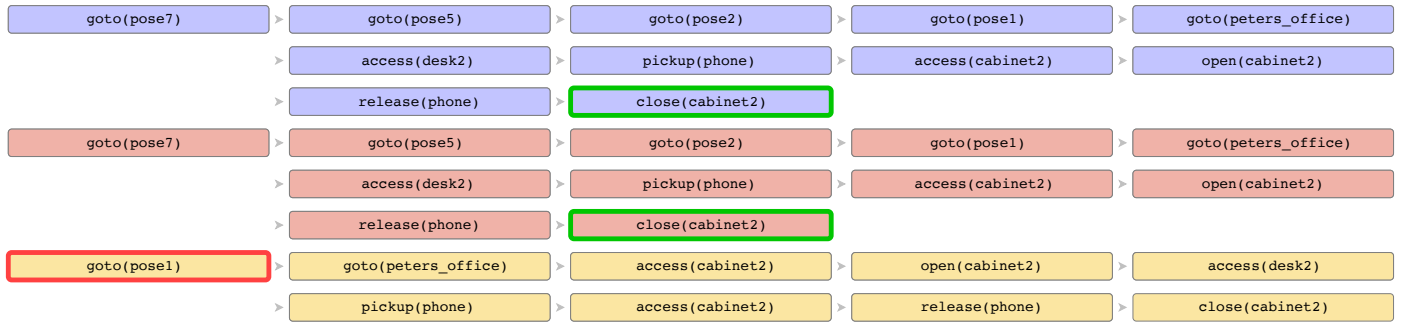 goto(pose7) goto(pose5) goto(pose2) goto(pose1) goto(peters_office)
access(desk2) pickup(phone) access(cabinet2) open(cabinet2)
release(phone) close(cabinet2)
goto(pose7) goto(pose5) goto(pose2) goto(pose1) goto(peters_office)
access(desk2) pickup(phone) access(cabinet2) open(cabinet2)
release(phone) close(cabinet2)
goto(pose1) goto(peters_office) access(cabinet2) open(cabinet2) access(desk2)
pickup(phone) access(cabinet2) release(phone) close(cabinet2)